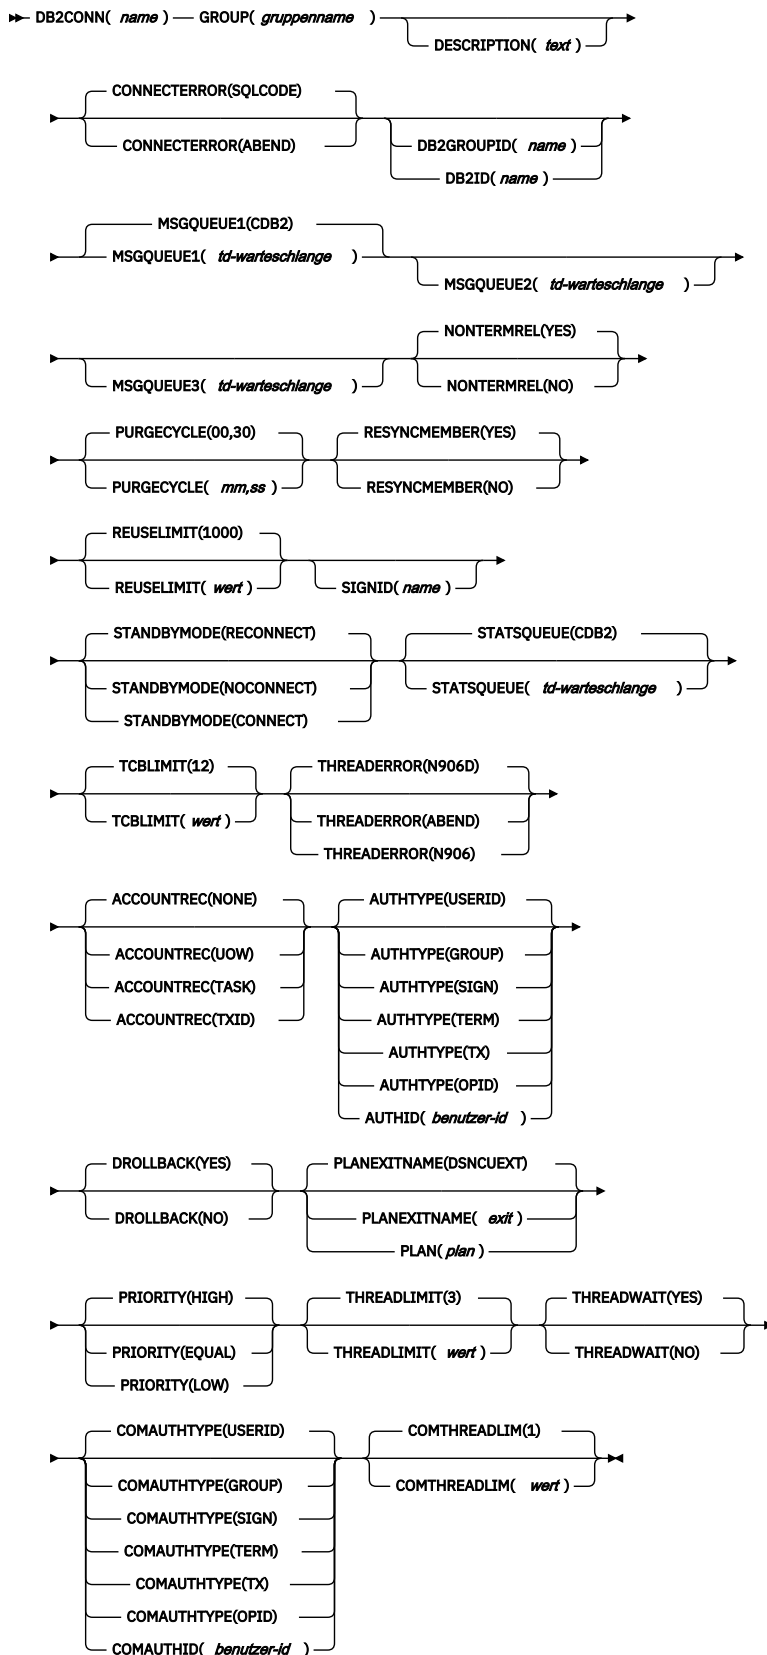 DB2CONN( name ) GROUP( gruppenname )
DESCRIPTION( text )
CONNECTERROR(SQLCODE)
CONNECTERROR(ABEND)
DB2GROUPID( name )
DB2ID( name )
MSGQUEUE1(CDB2)
MSGQUEUE1( td-warteschlange )
MSGQUEUE2( td-warteschlange )
MSGQUEUE3( td-warteschlange )
NONTERMREL(YES)
NONTERMREL(NO)
PURGECYCLE(00,30)
PURGECYCLE( mm,ss )
RESYNCMEMBER(YES)
RESYNCMEMBER(NO)
REUSELIMIT(1000)
REUSELIMIT( wert )
SIGNID( name )
STANDBYMODE(RECONNECT)
STANDBYMODE(NOCONNECT)
STANDBYMODE(CONNECT)
STATSQUEUE(CDB2)
STATSQUEUE( td-warteschlange )
TCBLIMIT(12)
TCBLIMIT( wert )
THREADERROR(N906D)
THREADERROR(ABEND)
THREADERROR(N906)
ACCOUNTREC(NONE)
ACCOUNTREC(UOW)
ACCOUNTREC(TASK)
ACCOUNTREC(TXID)
AUTHTYPE(USERID)
AUTHTYPE(GROUP)
AUTHTYPE(SIGN)
AUTHTYPE(TERM)
AUTHTYPE(TX)
AUTHTYPE(OPID)
AUTHID( benutzer-id )
DROLLBACK(YES)
DROLLBACK(NO)
PLANEXITNAME(DSNCUEXT)
PLANEXITNAME( exit )
PLAN( plan )
PRIORITY(HIGH)
PRIORITY(EQUAL)
PRIORITY(LOW)
THREADLIMIT(3)
THREADLIMIT( wert )
THREADWAIT(YES)
THREADWAIT(NO)
COMAUTHTYPE(USERID)
COMAUTHTYPE(GROUP)
COMAUTHTYPE(SIGN)
COMAUTHTYPE(TERM)
COMAUTHTYPE(TX)
COMAUTHTYPE(OPID)
COMAUTHID( benutzer-id )
COMTHREADLIM(1)
COMTHREADLIM( wert )